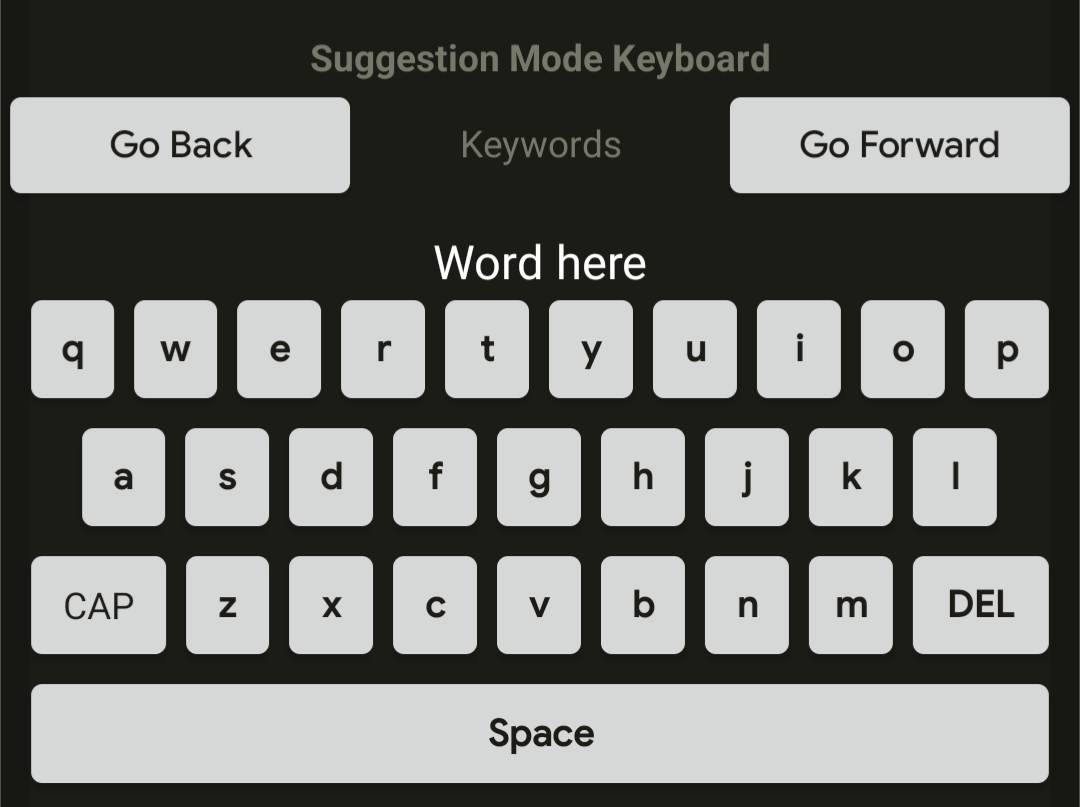 Suggestion Mode Keyboard
Go Back Keywords Go Forward
Word here
q w e r t y u i o p
a s d f g h j k l
CAP z x c v b n m DEL
Space